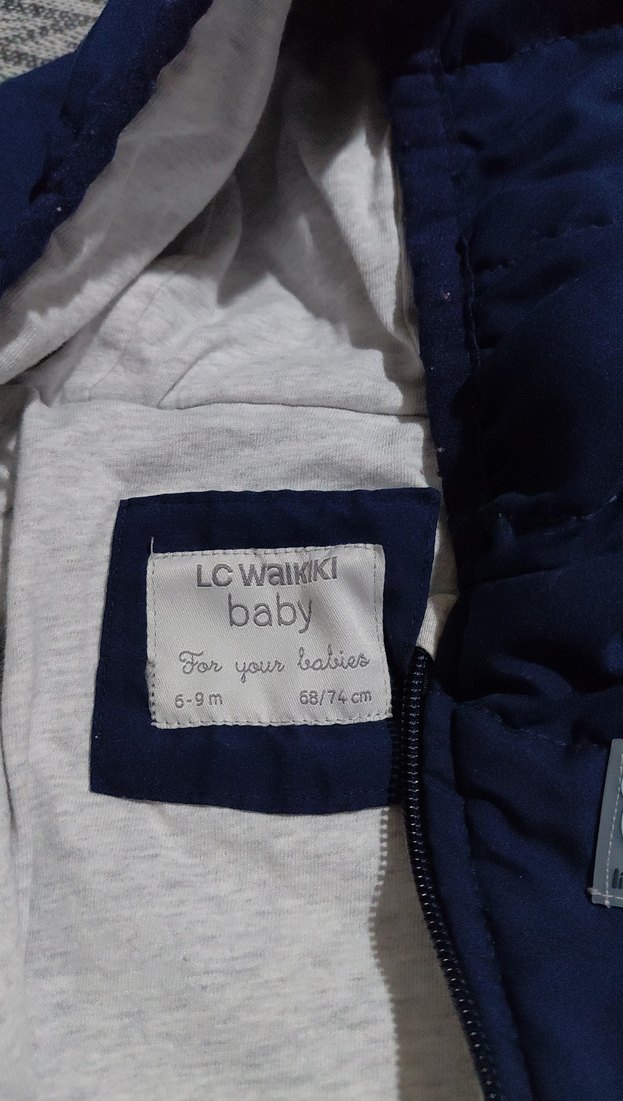 LC WAIKIKI
baby
For your babies
6-9 m 68/74 cm